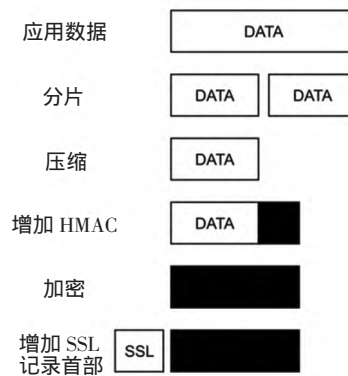 应用数据 DATA
分片 DATA DATA
压缩 DATA
增加 HMAC DATA
加密
增加 SSL
记录首部 SSL